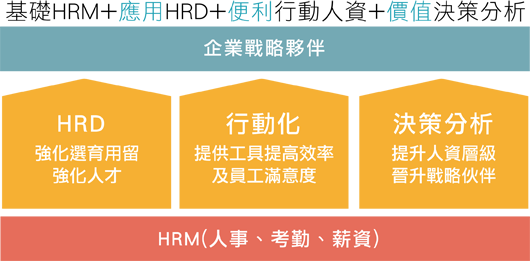 基礎HRM+應用HRD+便利行動人資+價值決策分析
企業戰略夥伴
HRD
強化選育用留
強化人才
行動化
提供工具提高效率
及員工滿意度
決策分析
提升人資層級
晉升戰略伙伴
HRM(人事、考勤、薪資)